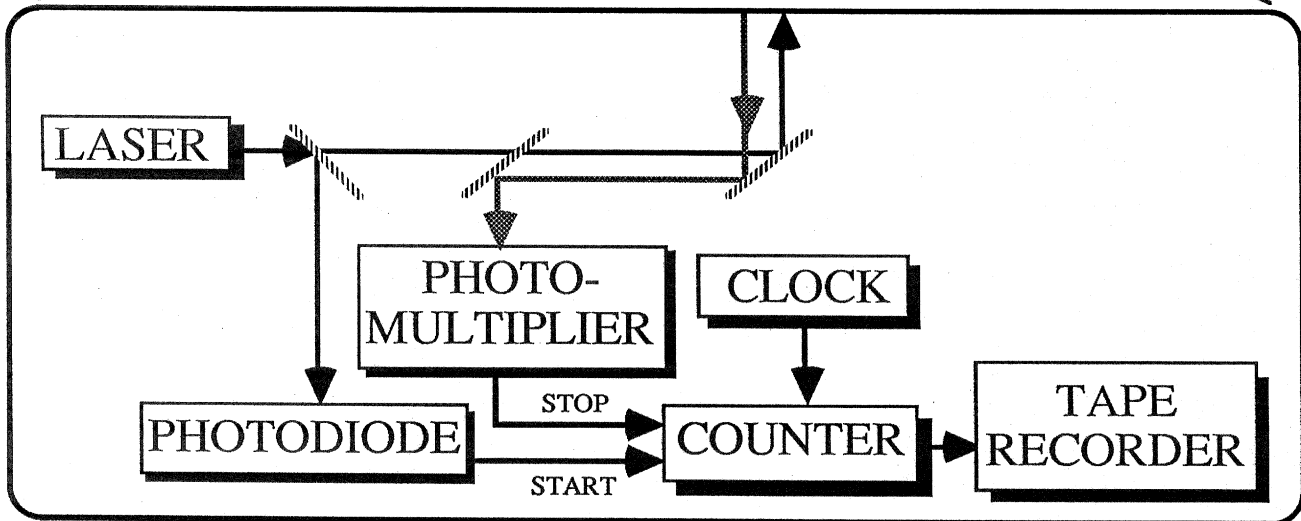 LASER
PHOTO-
MULTIPLIER
CLOCK
STOP
PHOTODIODE
COUNTER
START
TAPE
RECORDER